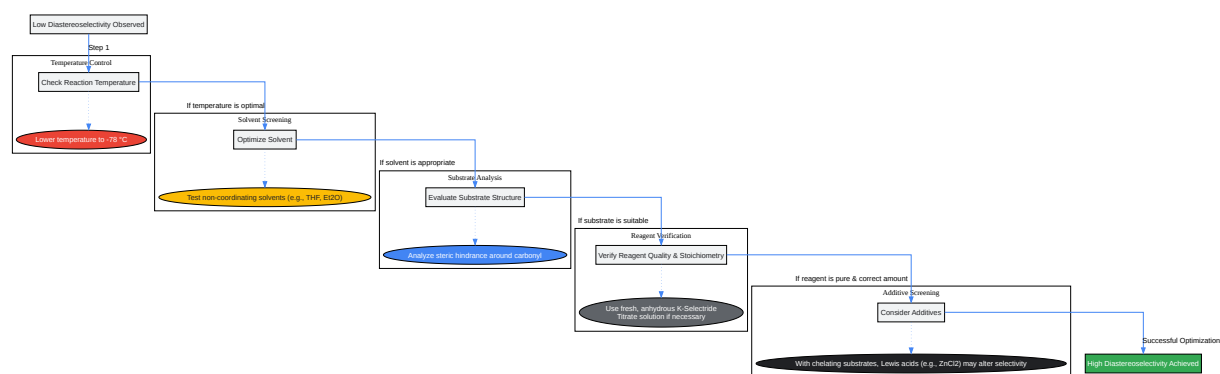 Low Diastereoselectivity Observed
Step 1
Temperature Control
Check Reaction Temperature
Lower temperature to -78 °C
If temperature is optimal
Solvent Screening
Optimize Solvent
Test non-coordinating solvents (e.g., THF, Et2O)
If solvent is appropriate
Substrate Analysis
Evaluate Substrate Structure
Analyze steric hindrance around carbonyl
If substrate is suitable
Reagent Verification
Verify Reagent Quality & Stoichiometry
Use fresh, anhydrous K-Selectride
Titrate solution if necessary
If reagent is pure & correct amount
Additive Screening
Consider Additives
With chelating substrates, Lewis acids (e.g., ZnCl2) may alter selectivity
Successful Optimization
High Diastereoselectivity Achieved